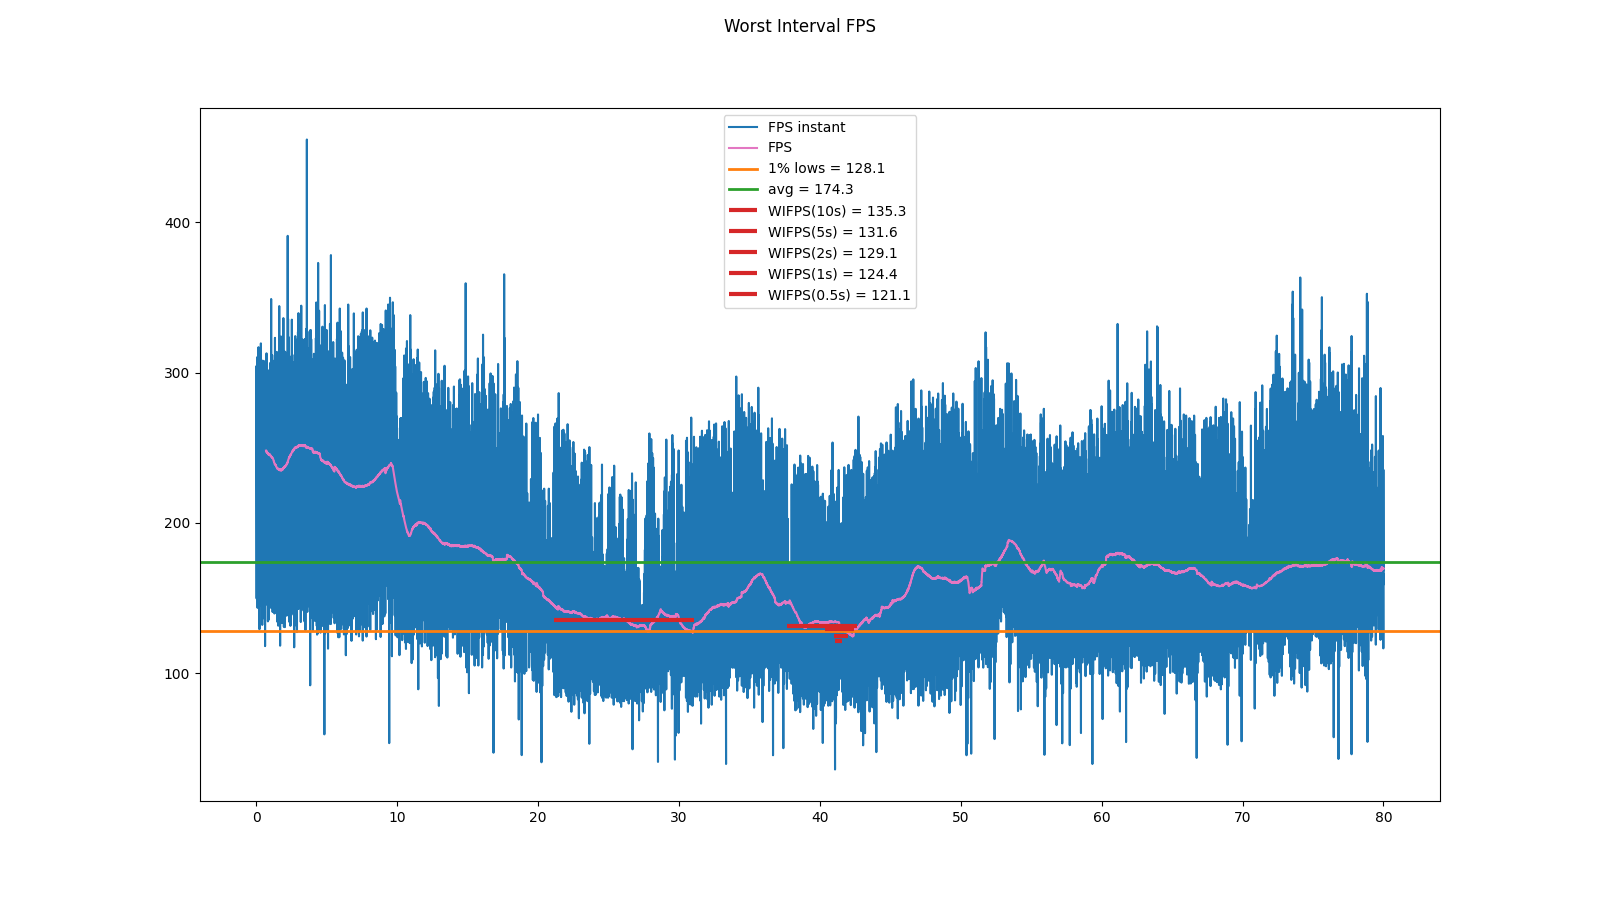 Worst Interval FPS
FPS instant
FPS
1% lows = 128.1
avg = 174.3
WIFPS(10s) = 135.3
WIFPS(5s) = 131.6
WIFPS(2s) = 129.1
WIFPS(1s) = 124.4
WIFPS(0.5s) = 121.1
400
300
200
100
0 10 20 30 40 50 60 70 80